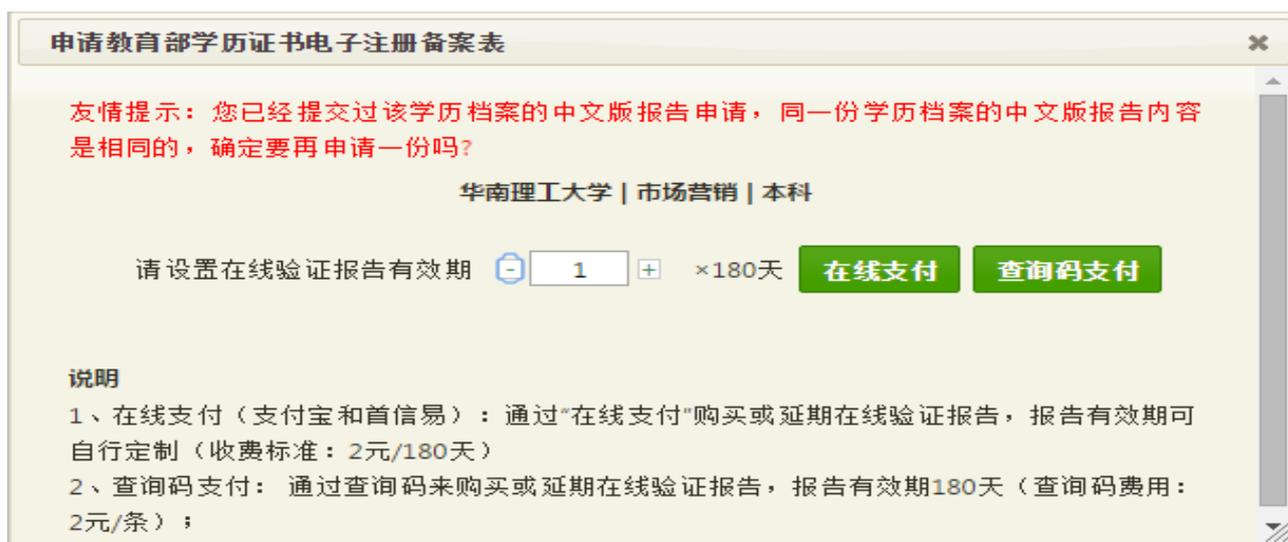 申请教育部学历证书电子注册备案表
友情提示：您已经提交过该学历档案的中文版报告申请，同一份学历档案的中文版报告内容
是相同的，确定要再申请一份吗?
华南理工大学 | 市场营销 | 本科
请设置在线验证报告有效期 - 1 + ×180天 在线支付 查询码支付
说明
1、在线支付（支付宝和首信易）：通过“在线支付”购买或延期在线验证报告，报告有效期可
自行定制（收费标准：2元/180天）
2、查询码支付： 通过查询码来购买或延期在线验证报告，报告有效期180天（查询码费用：
2元/条）；